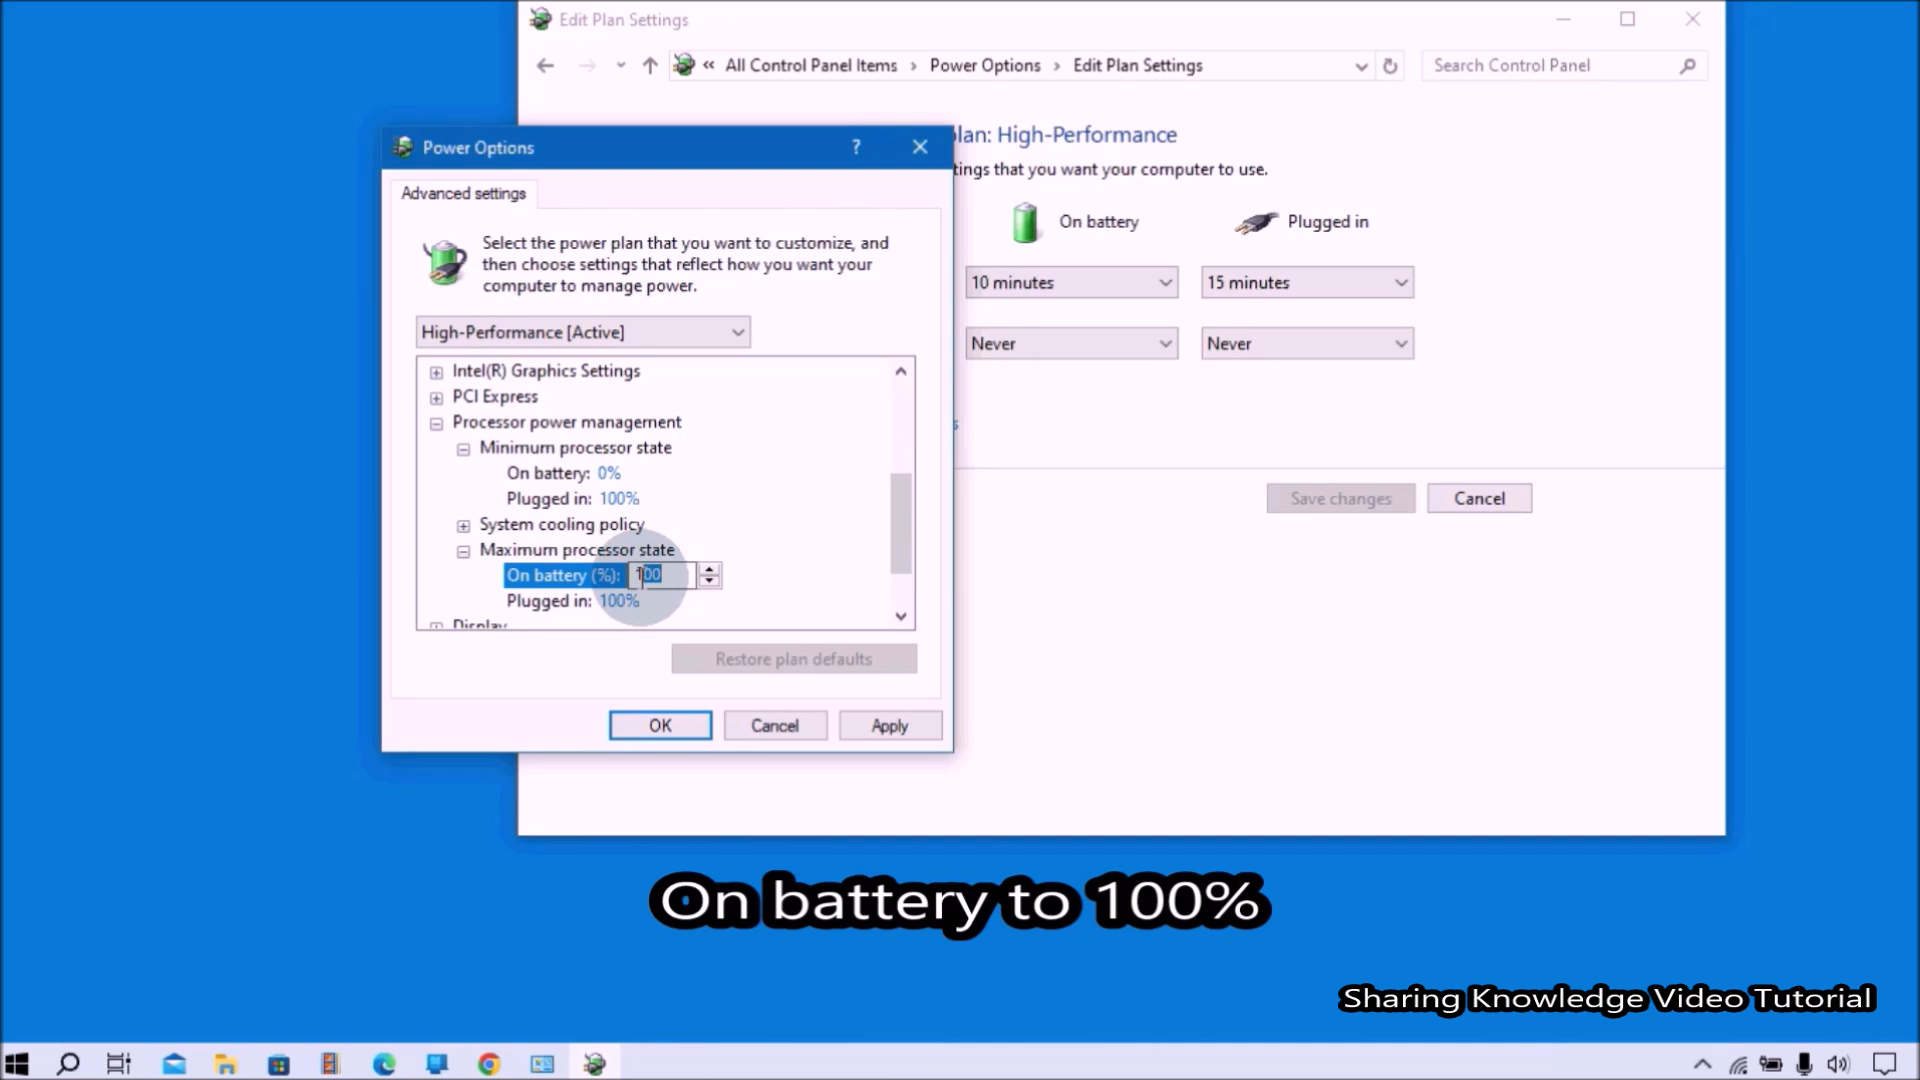 Edit Plan Settings
« All Control Panel Items › Power Options › Edit Plan Settings
Search Control Panel
Power Options
?
Advanced settings
Select the power plan that you want to customize, and
then choose settings that reflect how you want your
computer to manage power.
High-Performance [Active]
Intel(R) Graphics Settings
PCI Express
Processor power management
Minimum processor state
On battery: 0%
Plugged in: 100%
System cooling policy
Maximum processor state
On battery (%): 100
Plugged in: 100%
Display
Restore plan defaults
OK
Cancel
Apply
lan: High-Performance
tings that you want your computer to use.
On battery
Plugged in
10 minutes
15 minutes
Never
Never
s
Save changes
Cancel
On battery to 100%
Sharing Knowledge Video Tutorial